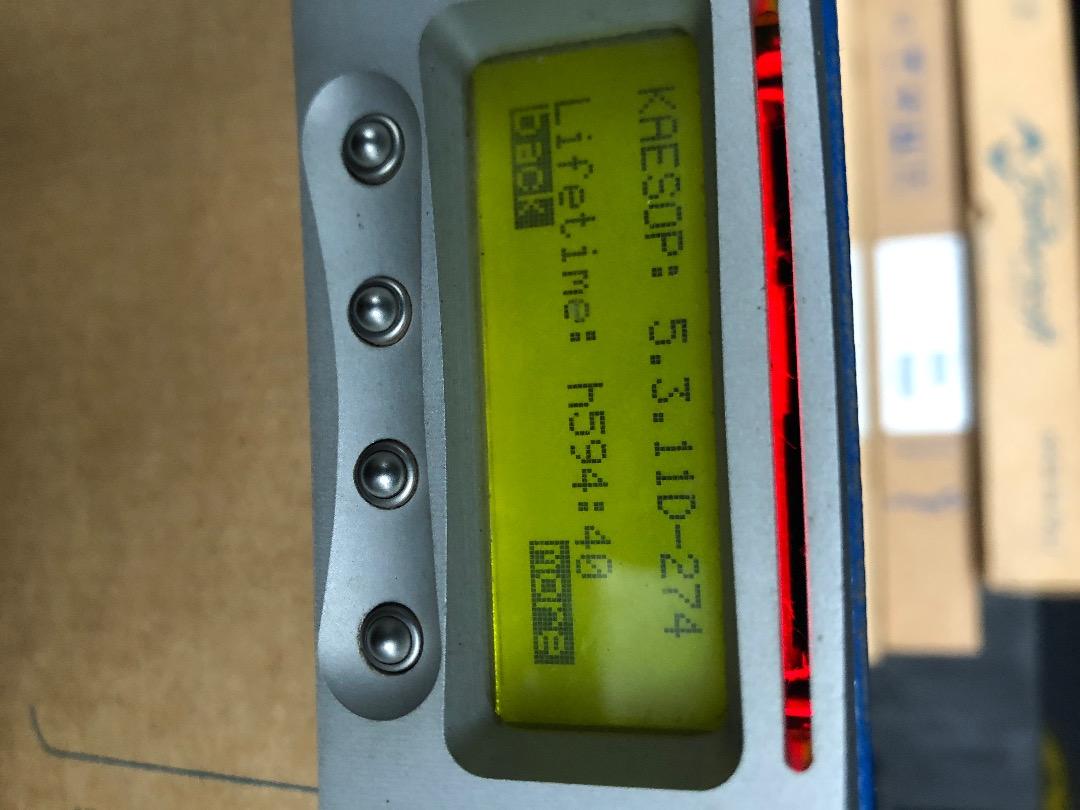 KAESOP: 5.3.11D-274
Lifetime: h594:40
back More